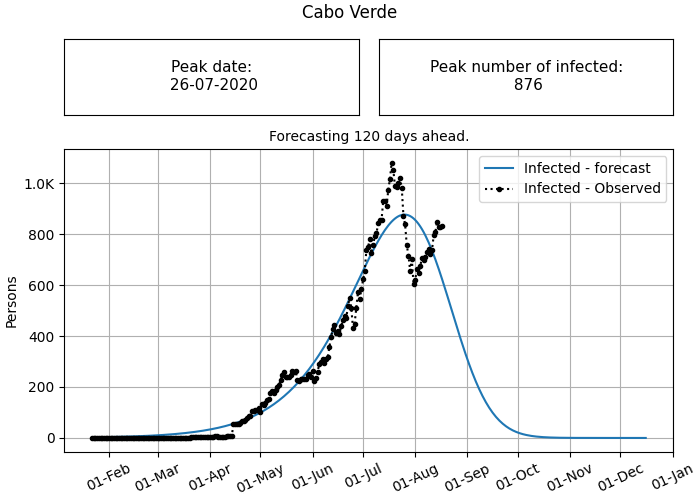 Cabo Verde
Peak date:
26-07-2020
Peak number of infected:
876
Forecasting 120 days ahead.
Infected - forecast
Infected - Observed
Persons
1.0K
800
600
400
200
0
01-Feb
01-Mar
01-Apr
01-May
01-Jun
01-Jul
01-Aug
01-Sep
01-Oct
01-Nov
01-Dec
01-Jan